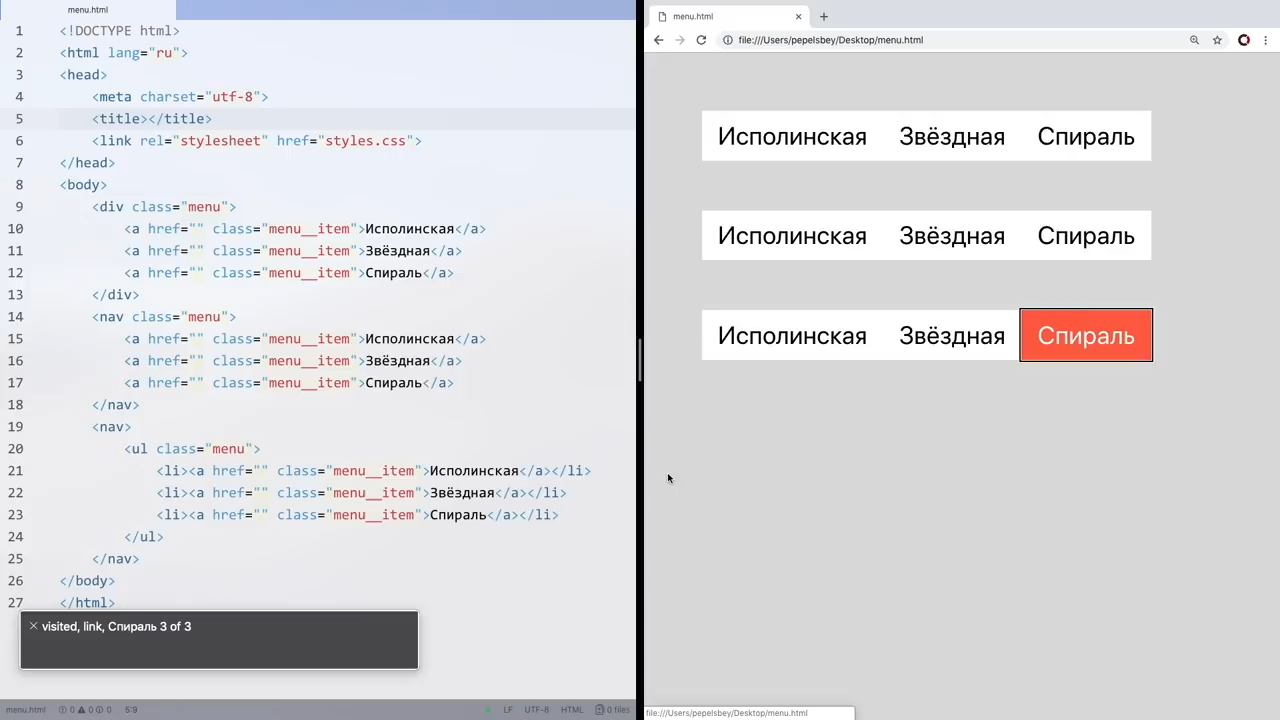 menu.html
1 <!DOCTYPE html>
2 <html lang="ru">
3 <head>
4 <meta charset="utf-8">
5 <title></title>
6 <link rel="stylesheet" href="styles.css">
7 </head>
8 <body>
9 <div class="menu">
10 <a href="" class="menu__item">Исполинская</a>
11 <a href="" class="menu__item">Звёздная</a>
12 <a href="" class="menu__item">Спираль</a>
13 </div>
14 <nav class="menu">
15 <a href="" class="menu__item">Исполинская</a>
16 <a href="" class="menu__item">Звёздная</a>
17 <a href="" class="menu__item">Спираль</a>
18 </nav>
19 <nav>
20 <ul class="menu">
21 <li><a href="" class="menu__item">Исполинская</a></li>
22 <li><a href="" class="menu__item">Звёздная</a></li>
23 <li><a href="" class="menu__item">Спираль</a></li>
24 </ul>
25 </nav>
26 </body>
27 </html>
visited, link, Спираль 3 of 3
menu.html 0 0 0 5:9 LF UTF-8 HTML 0 files
menu.html
file:///Users/pepelsbey/Desktop/menu.html
Исполинская Звёздная Спираль
Исполинская Звёздная Спираль
Исполинская Звёздная Спираль
file:///Users/pepelsbey/Desktop/menu.html